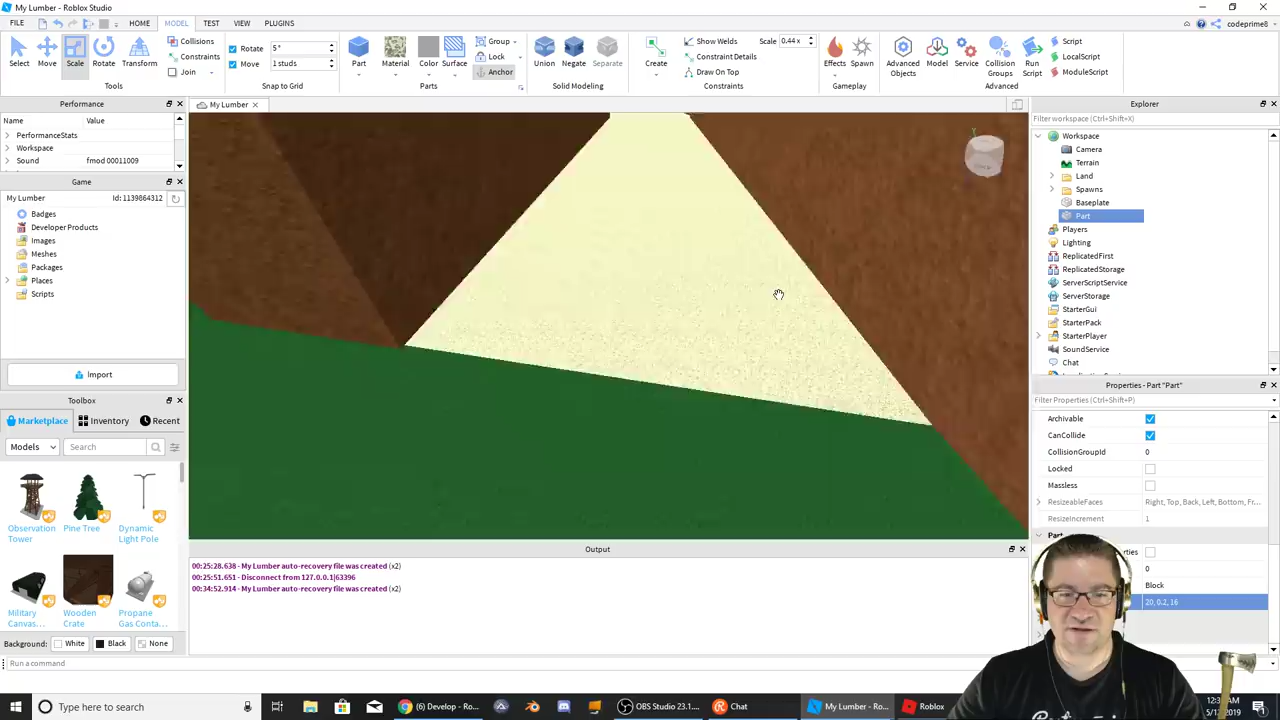 My Lumber - Roblox Studio
FILE HOME MODEL TEST VIEW PLUGINS codeprime8
Select Move Scale Rotate Transform
Collisions
Constraints
Join
Tools
Rotate 5°
Move 1 studs
Snap to Grid
Part Material Color Surface
Group
Lock
Anchor
Parts
Union Negate Separate
Solid Modeling
Create
Show Welds
Constraint Details
Draw On Top
Scale 0.44 x
Constraints
Effects Spawn
Gameplay
Advanced Objects Model Service Collision Groups Run Script
Script
LocalScript
ModuleScript
Advanced
Performance
Name Value
PerformanceStats
Workspace
Sound fmod 00011009
Game
My Lumber Id: 1139864312
Badges
Developer Products
Images
Meshes
Packages
Places
Scripts
Import
Toolbox
Marketplace Inventory Recent
Models Search
Observation Tower
Pine Tree
Dynamic Light Pole
Military Canvas...
Wooden Crate
Propane Gas Conta...
Background: White Black None
My Lumber
Output
00:25:28.638 - My Lumber auto-recovery file was created (x2)
00:25:51.651 - Disconnect from 127.0.0.1|63396
00:34:52.914 - My Lumber auto-recovery file was created (x2)
Run a command
Explorer
Filter workspace (Ctrl+Shift+X)
Workspace
Camera
Terrain
Land
Spawns
Baseplate
Part
Players
Lighting
ReplicatedFirst
ReplicatedStorage
ServerScriptService
ServerStorage
StarterGui
StarterPack
StarterPlayer
SoundService
Chat
Properties - Part "Part"
Filter Properties (Ctrl+Shift+P)
Archivable
CanCollide
CollisionGroupId 0
Locked
Massless
ResizeableFaces Right, Top, Back, Left, Bottom, Fr...
ResizeIncrement 1
Part
0
Block
20, 0.2, 16
Type here to search
(6) Develop - Ro...
OBS Studio 23.1....
Chat
My Lumber - Ro...
Roblox